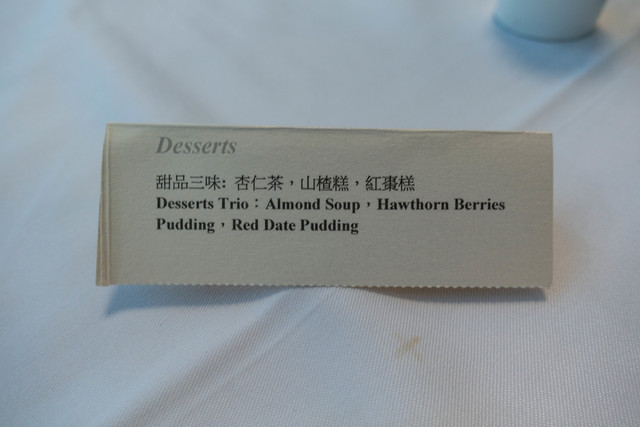 Desserts
甜品三味: 杏仁茶，山楂糕，紅棗糕
Desserts Trio：Almond Soup，Hawthorn Berries
Pudding，Red Date Pudding